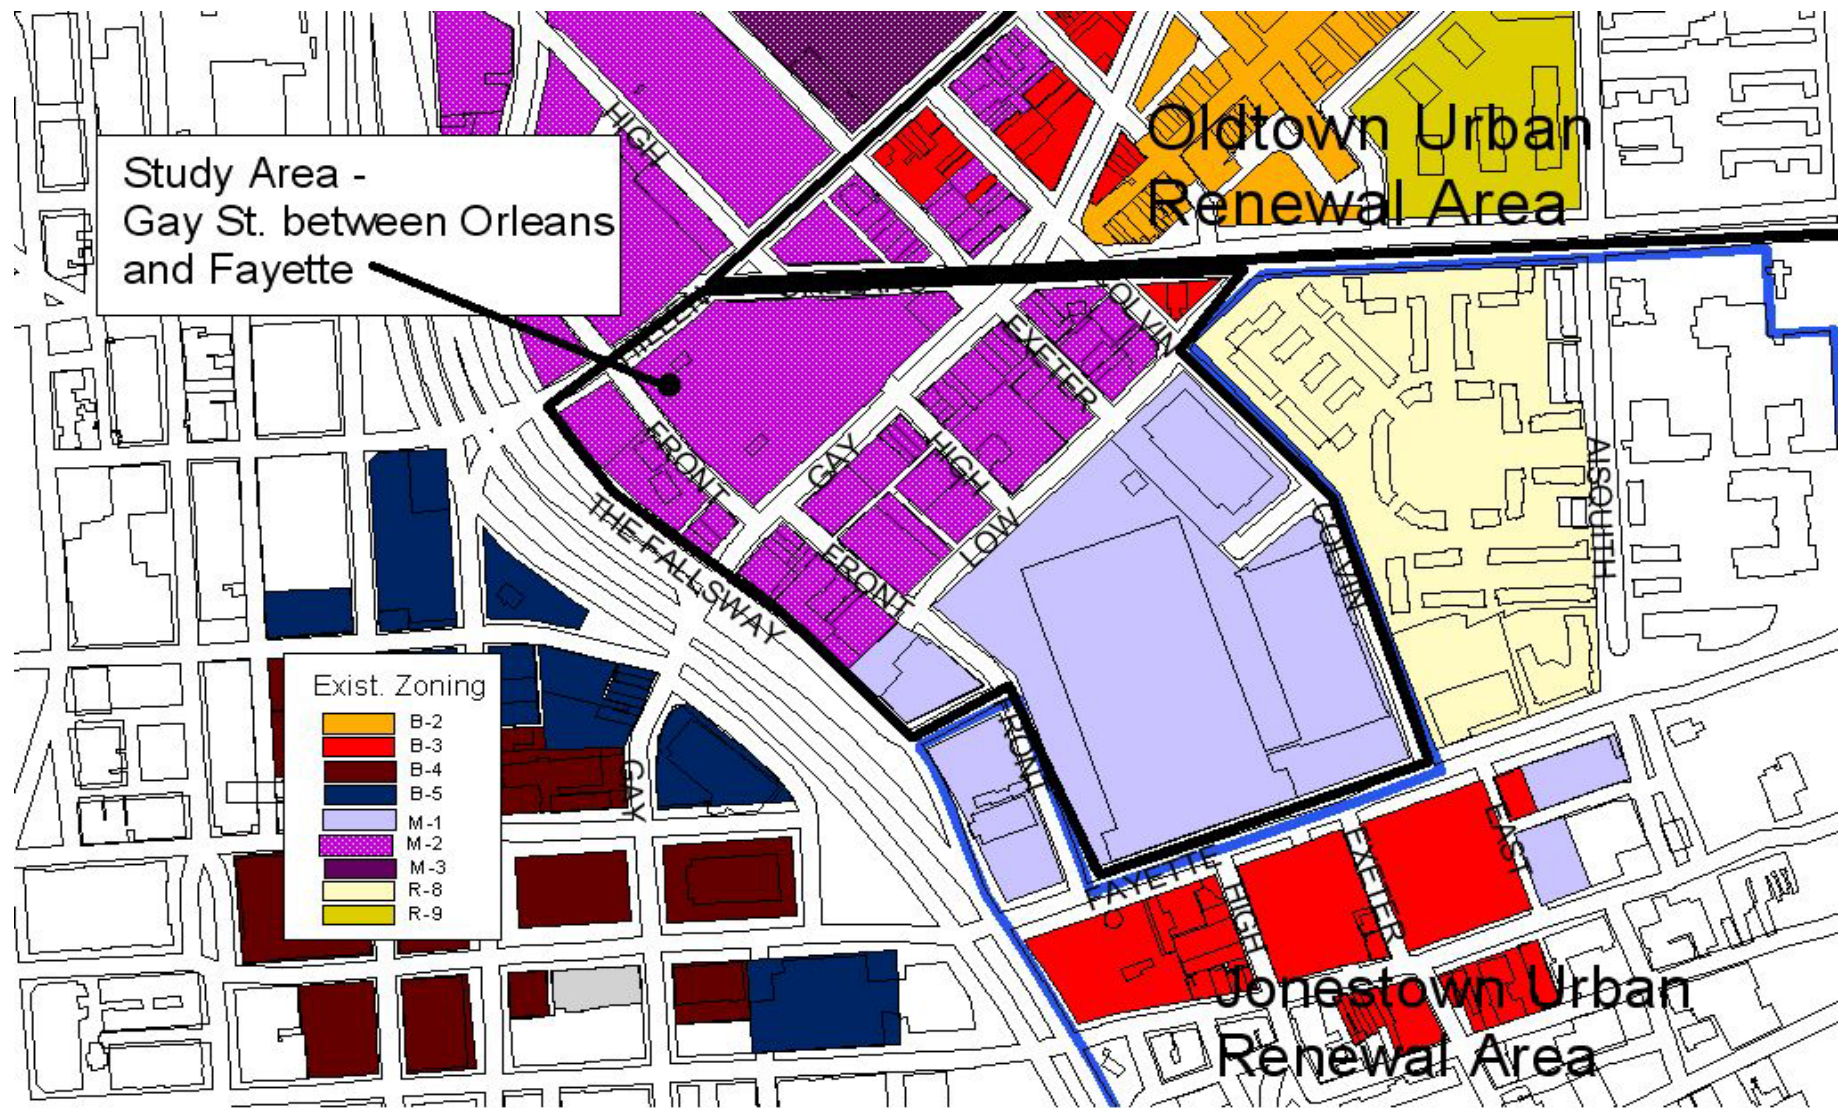 HIGH
Oldtown Urban
Renewal Area
Study Area -
Gay St. between Orleans
and Fayette
COLVIN
EXETER
FRONT
GAY
HIGH
AISQUITH
THE FALLSWAY
FRONT
LOW
COLVIN
Exist. Zoning
B-2
B-3
B-4
B-5
M-1
M-2
M-3
R-8
R-9
GAY
FRONT
FAYETTE
HIGH
EXETER
EAST
Jonestown Urban
Renewal Area